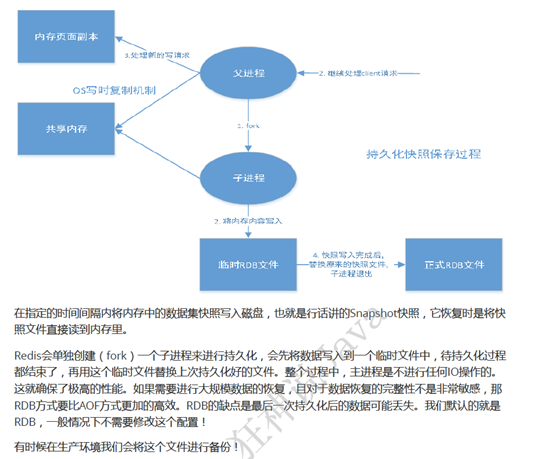 内存页面副本
3.处理新的写请求
父进程
2. 继续处理client请求
OS写时复制机制
共享内存
1. fork
持久化快照保存过程
子进程
2. 将内存内容写入
临时RDB文件
4. 快照写入完成后,
替换原来的快照文件,
子进程退出
正式RDB文件
在指定的时间间隔内将内存中的数据集快照写入磁盘，也就是行话讲的Snapshot快照，它恢复时是将快
照文件直接读到内存里。
Redis会单独创建（fork）一个子进程来进行持久化，会先将数据写入到一个临时文件中，待持久化过程
都结束了，再用这个临时文件替换上次持久化好的文件。整个过程中，主进程是不进行任何IO操作的。
这就确保了极高的性能。如果需要进行大规模数据的恢复，且对于数据恢复的完整性不是非常敏感，那
RDB方式要比AOF方式更加的高效。RDB的缺点是最后一次持久化后的数据可能丢失。我们默认的就是
RDB，一般情况下不需要修改这个配置！
有时候在生产环境我们会将这个文件进行备份！
狂神说Java